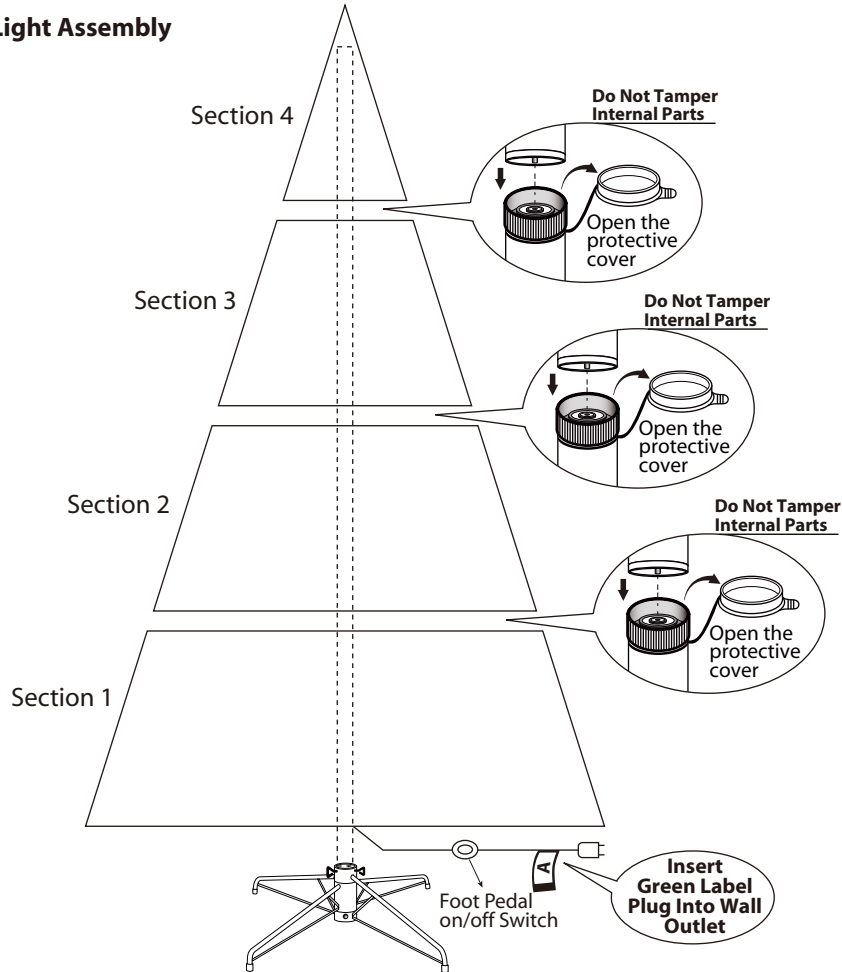 Light Assembly
Section 4
Do Not Tamper
Internal Parts
Open the
protective
cover
Section 3
Do Not Tamper
Internal Parts
Open the
protective
cover
Section 2
Do Not Tamper
Internal Parts
Open the
protective
cover
Section 1
A
Foot Pedal
on/off Switch
Insert
Green Label
Plug Into Wall
Outlet